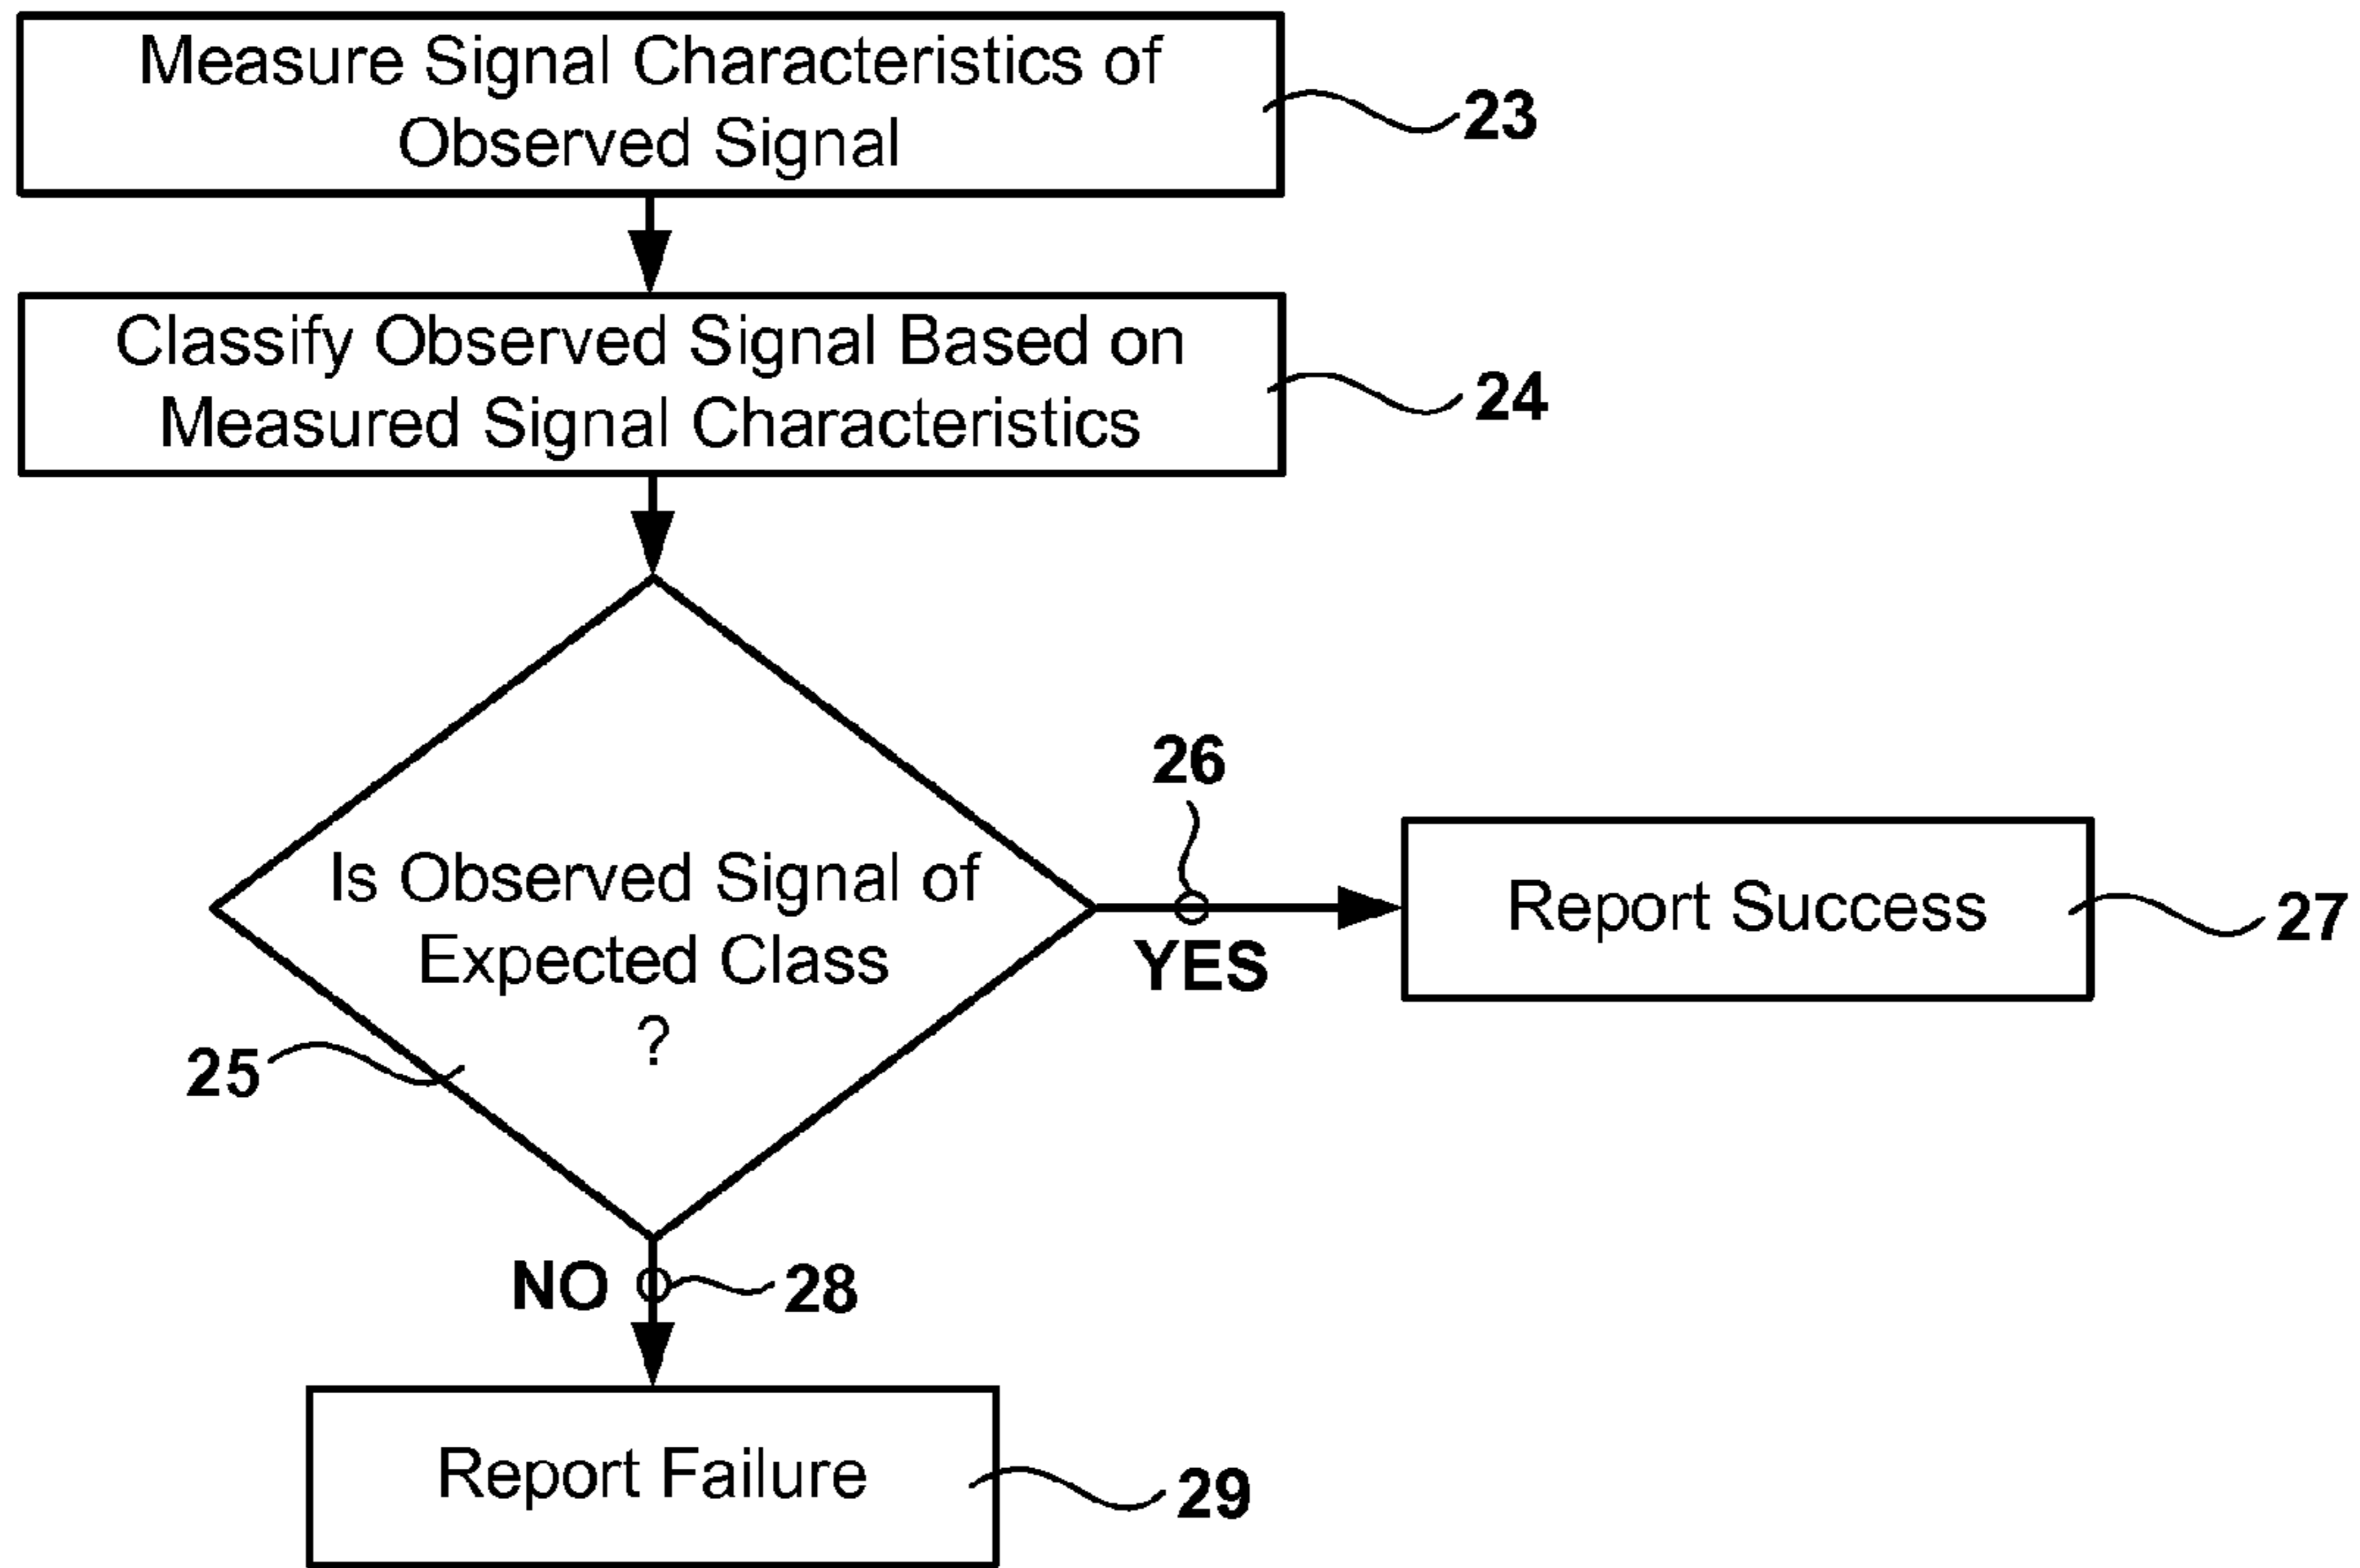 Measure Signal Characteristics of
Observed Signal
23
Classify Observed Signal Based on
Measured Signal Characteristics
24
Is Observed Signal of
Expected Class
?
25
26
YES
Report Success
27
NO
28
Report Failure
29